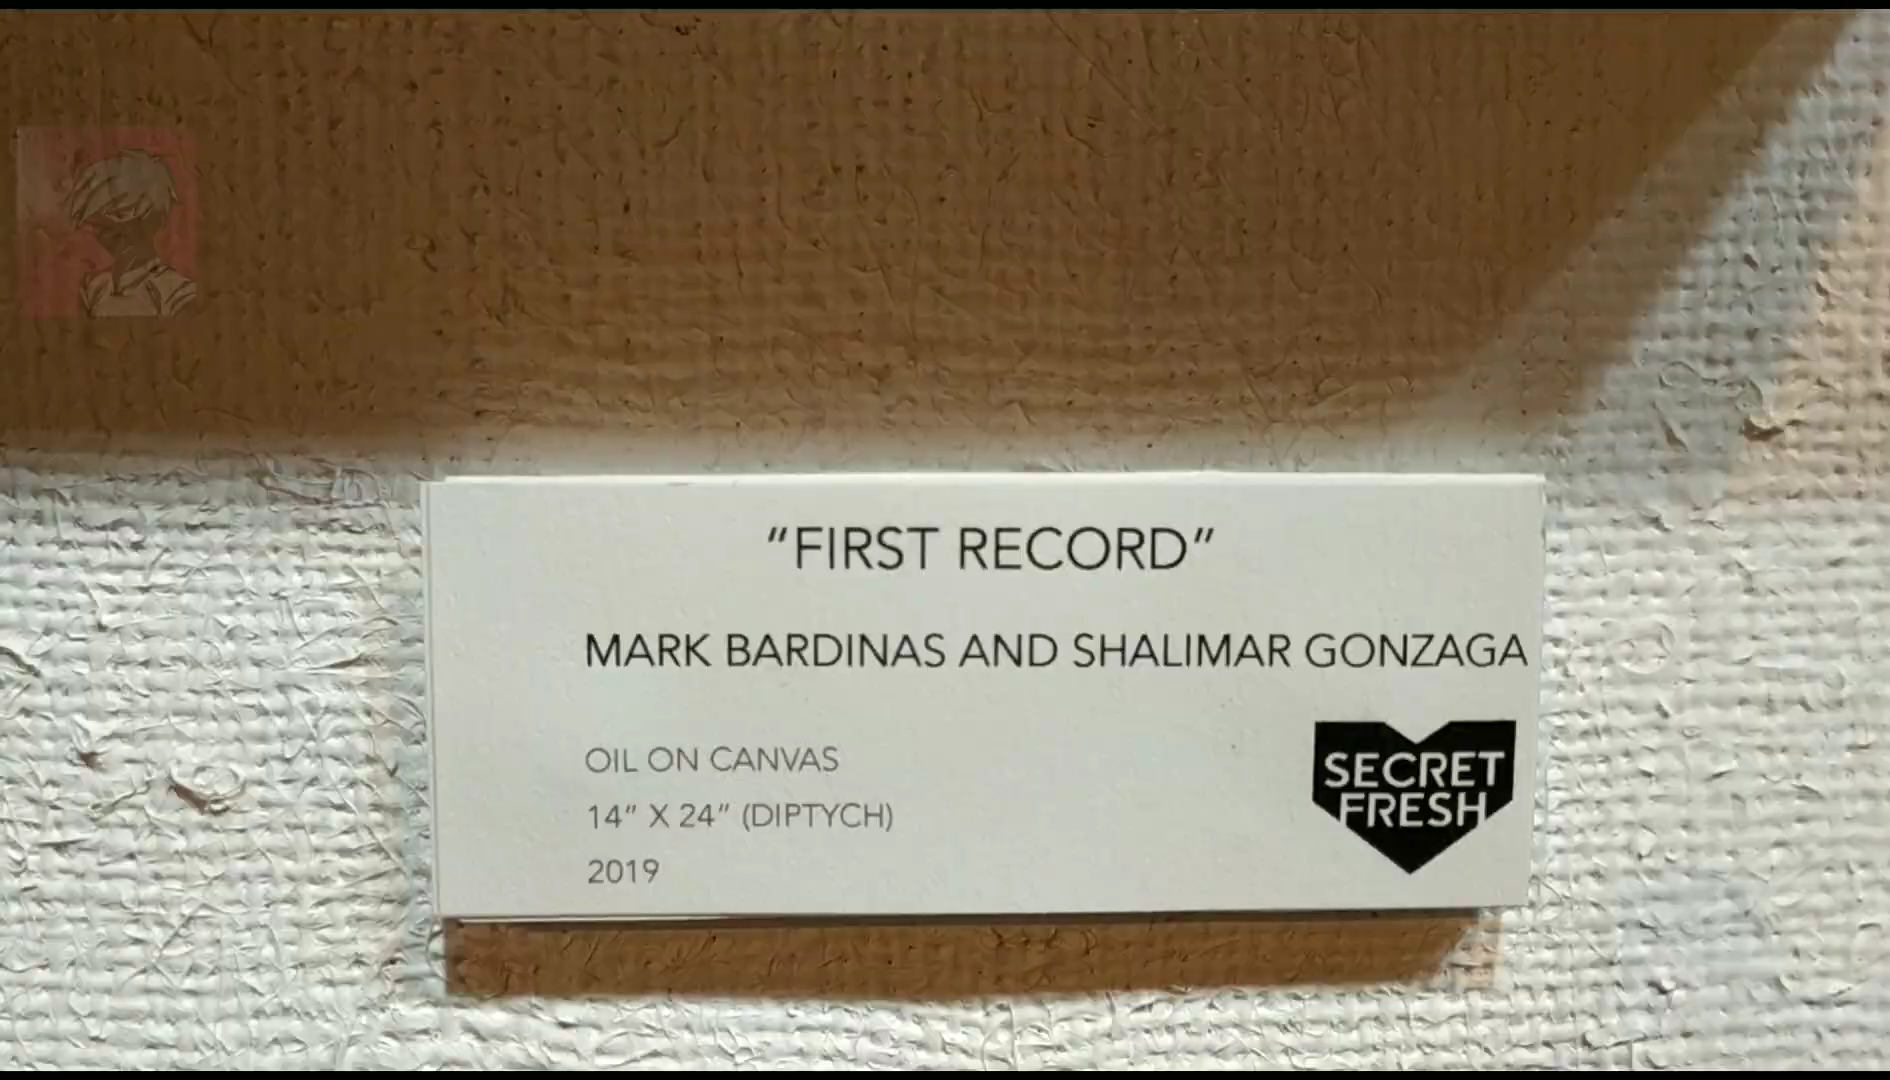 “FIRST RECORD”
MARK BARDINAS AND SHALIMAR GONZAGA
OIL ON CANVAS
14” X 24” (DIPTYCH)
2019
SECRET
FRESH